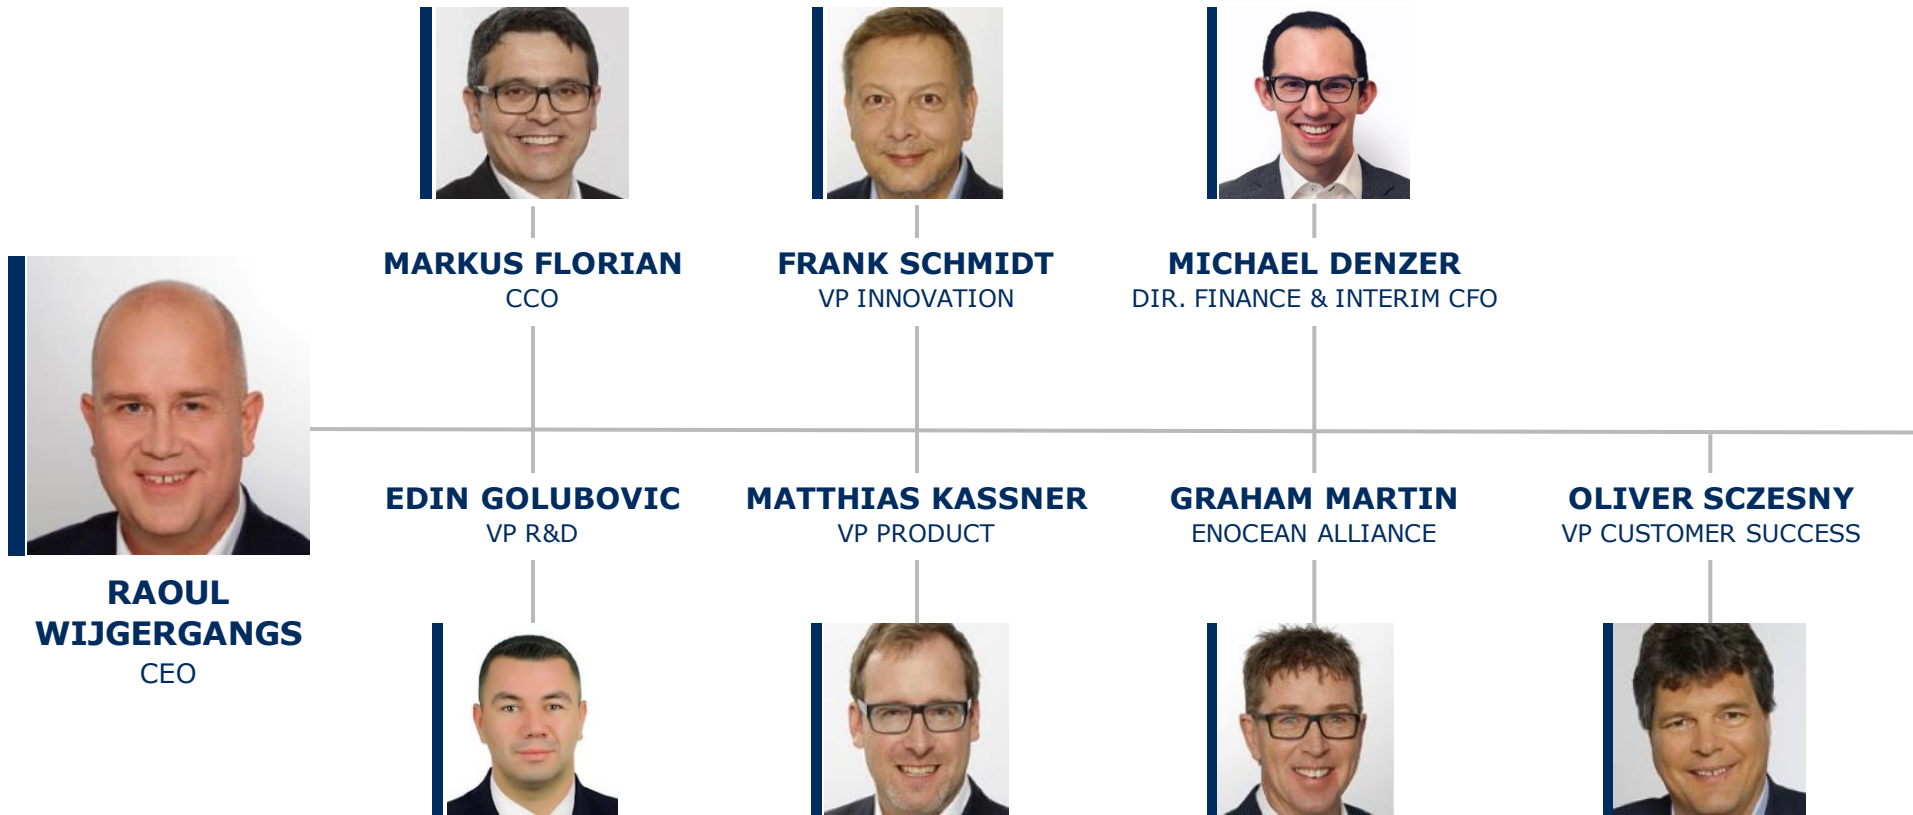 MARKUS FLORIAN
CCO
FRANK SCHMIDT
VP INNOVATION
MICHAEL DENZER
DIR. FINANCE & INTERIM CFO
RAOUL
WIJGERGANGS
CEO
EDIN GOLUBOVIC
VP R&D
MATTHIAS KASSNER
VP PRODUCT
GRAHAM MARTIN
ENOCEAN ALLIANCE
OLIVER SCZESNY
VP CUSTOMER SUCCESS